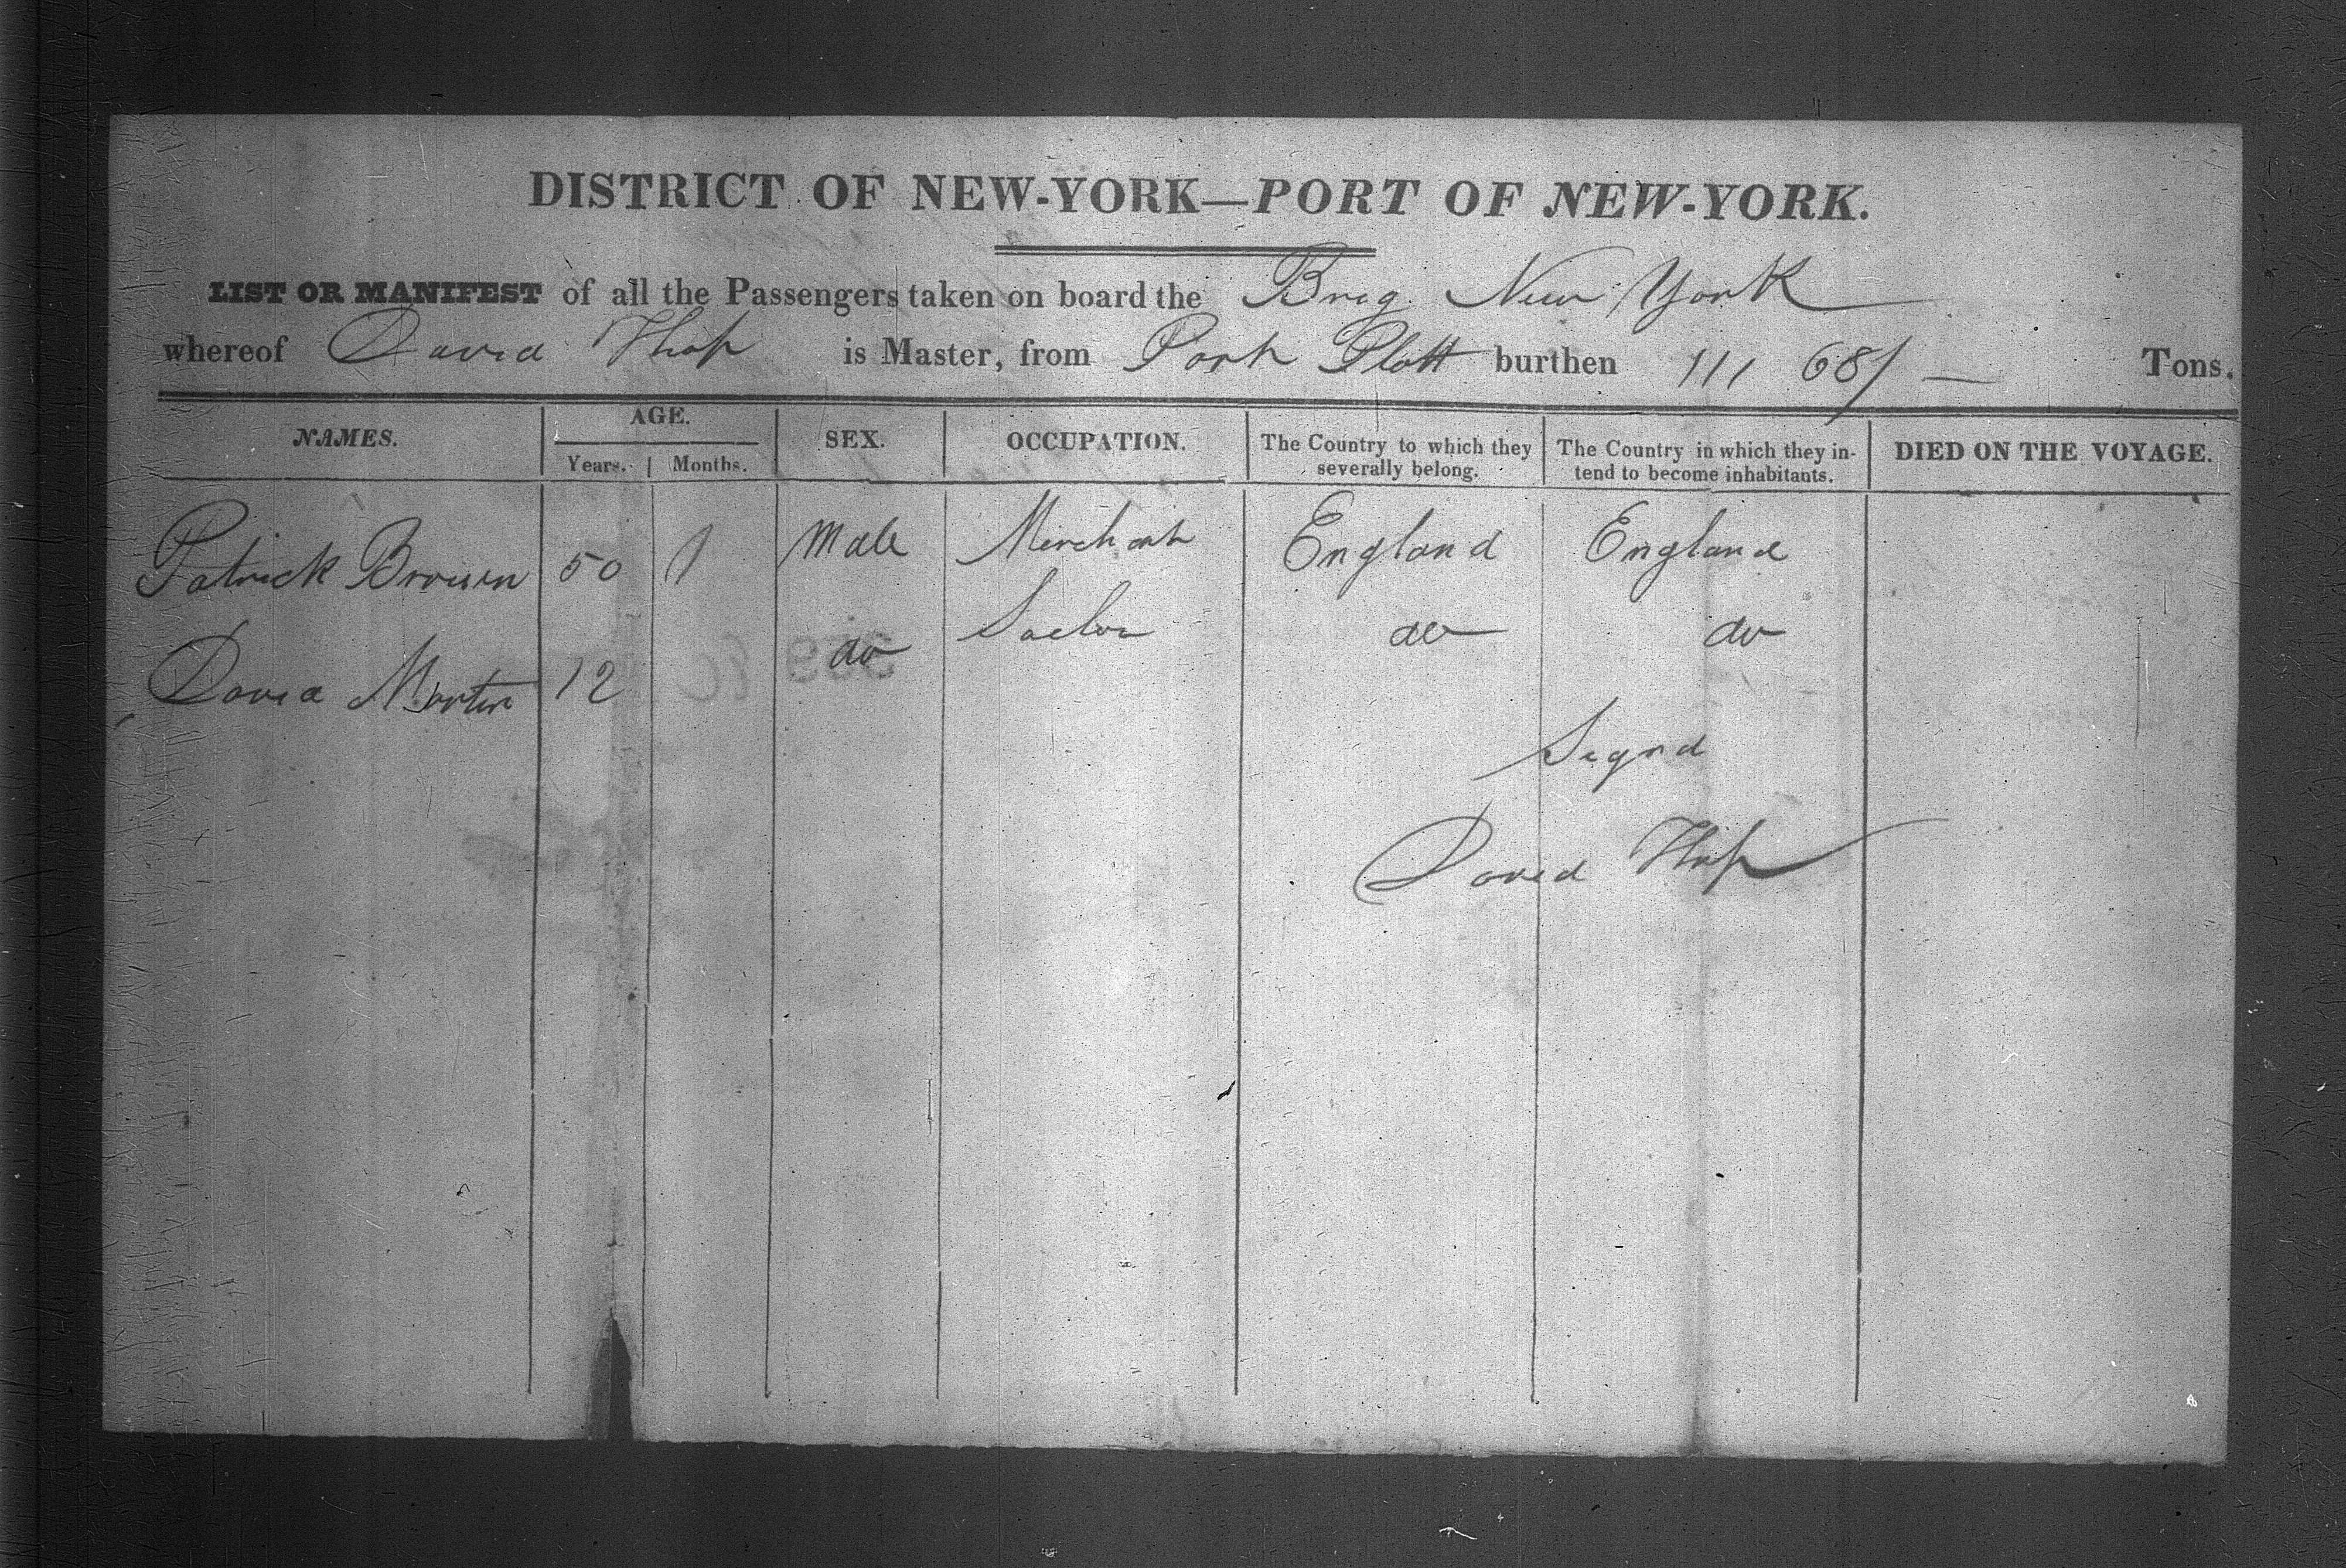 DISTRICT OF NEW-YORK—PORT OF NEW-YORK.
LIST OR MANIFEST of all the Passengers taken on board the Brig New York
whereof David is Master, from Port Platt burthen 111 68/ — Tons.
NAMES. AGE. SEX. OCCUPATION. The Country to which they severally belong. The Country in which they intend to become inhabitants. DIED ON THE VOYAGE.
Years. Months.
Patrick Brown 50 Male Merchant England England
David Martin 12 do Sailor do do
Signd
David